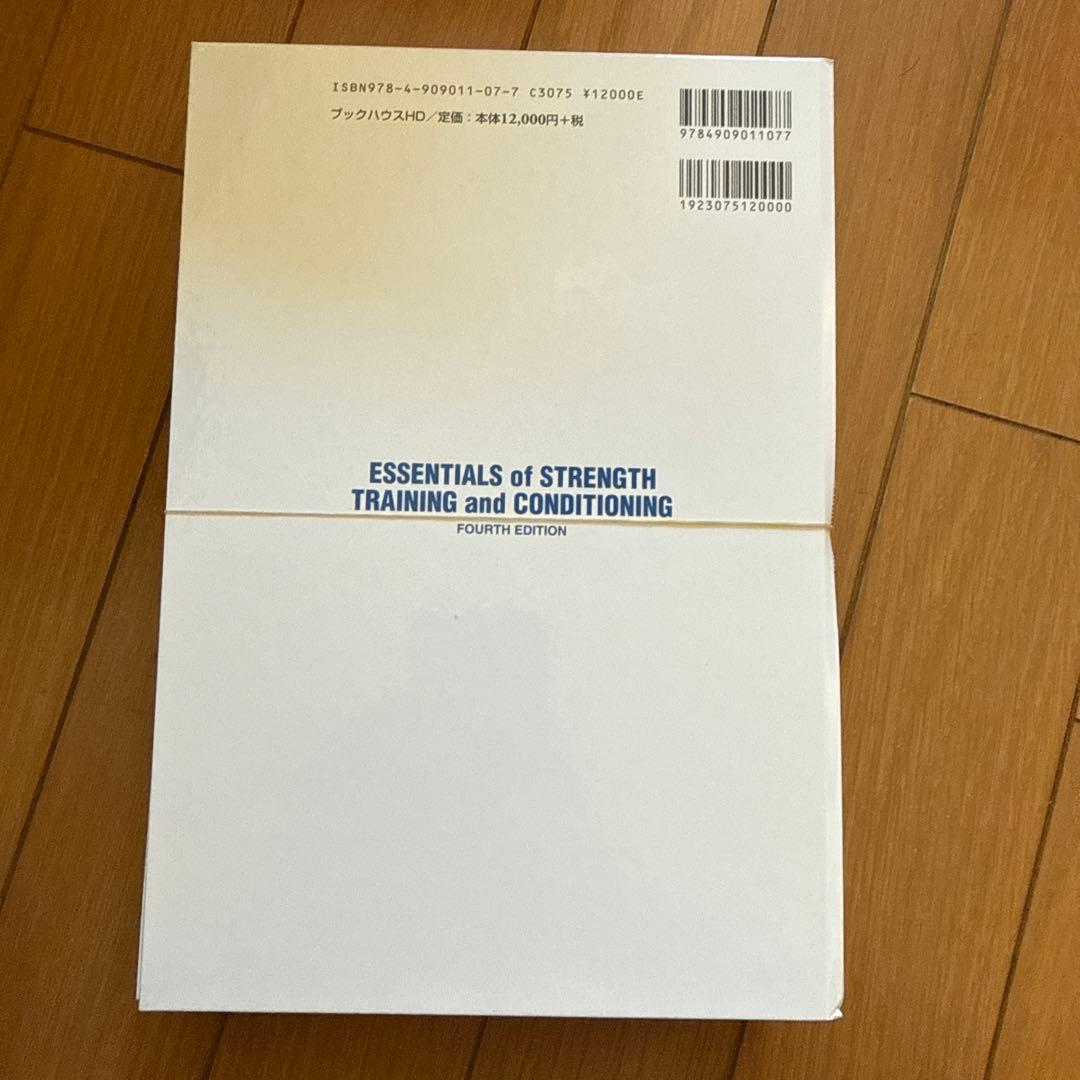 ISBN978-4-909011-07-7 C3075 ¥12000E
ブックハウスHD／定価：本体12,000円＋税
9784909011077
1923075120000
ESSENTIALS of STRENGTH
TRAINING and CONDITIONING
FOURTH EDITION